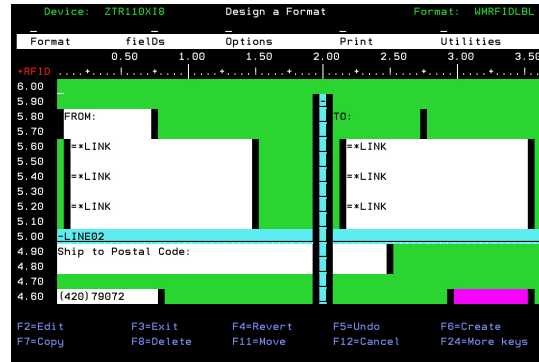 Device: ZTR110XI8 Design a Format Format: WMRFIDLBL
Format fielDs Options Print Utilities
0.50 1.00 2.00 3.00
+RFID 0.00 1.50 2.50 3.50
6.00
5.90
5.80 FROM: TO:
5.70
5.60 =*LINK =*LINK
5.50
5.40 =*LINK =*LINK
5.30
5.20 =*LINK =*LINK
5.10
5.00 -LINE02
4.90 Ship to Postal Code:
4.80
4.70
4.60 (420)79072
F2=Edit F3=Exit F4=Revert F5=Undo F6=Create
F7=Copy F8=Delete F11=Move F12=Cancel F24=More keys